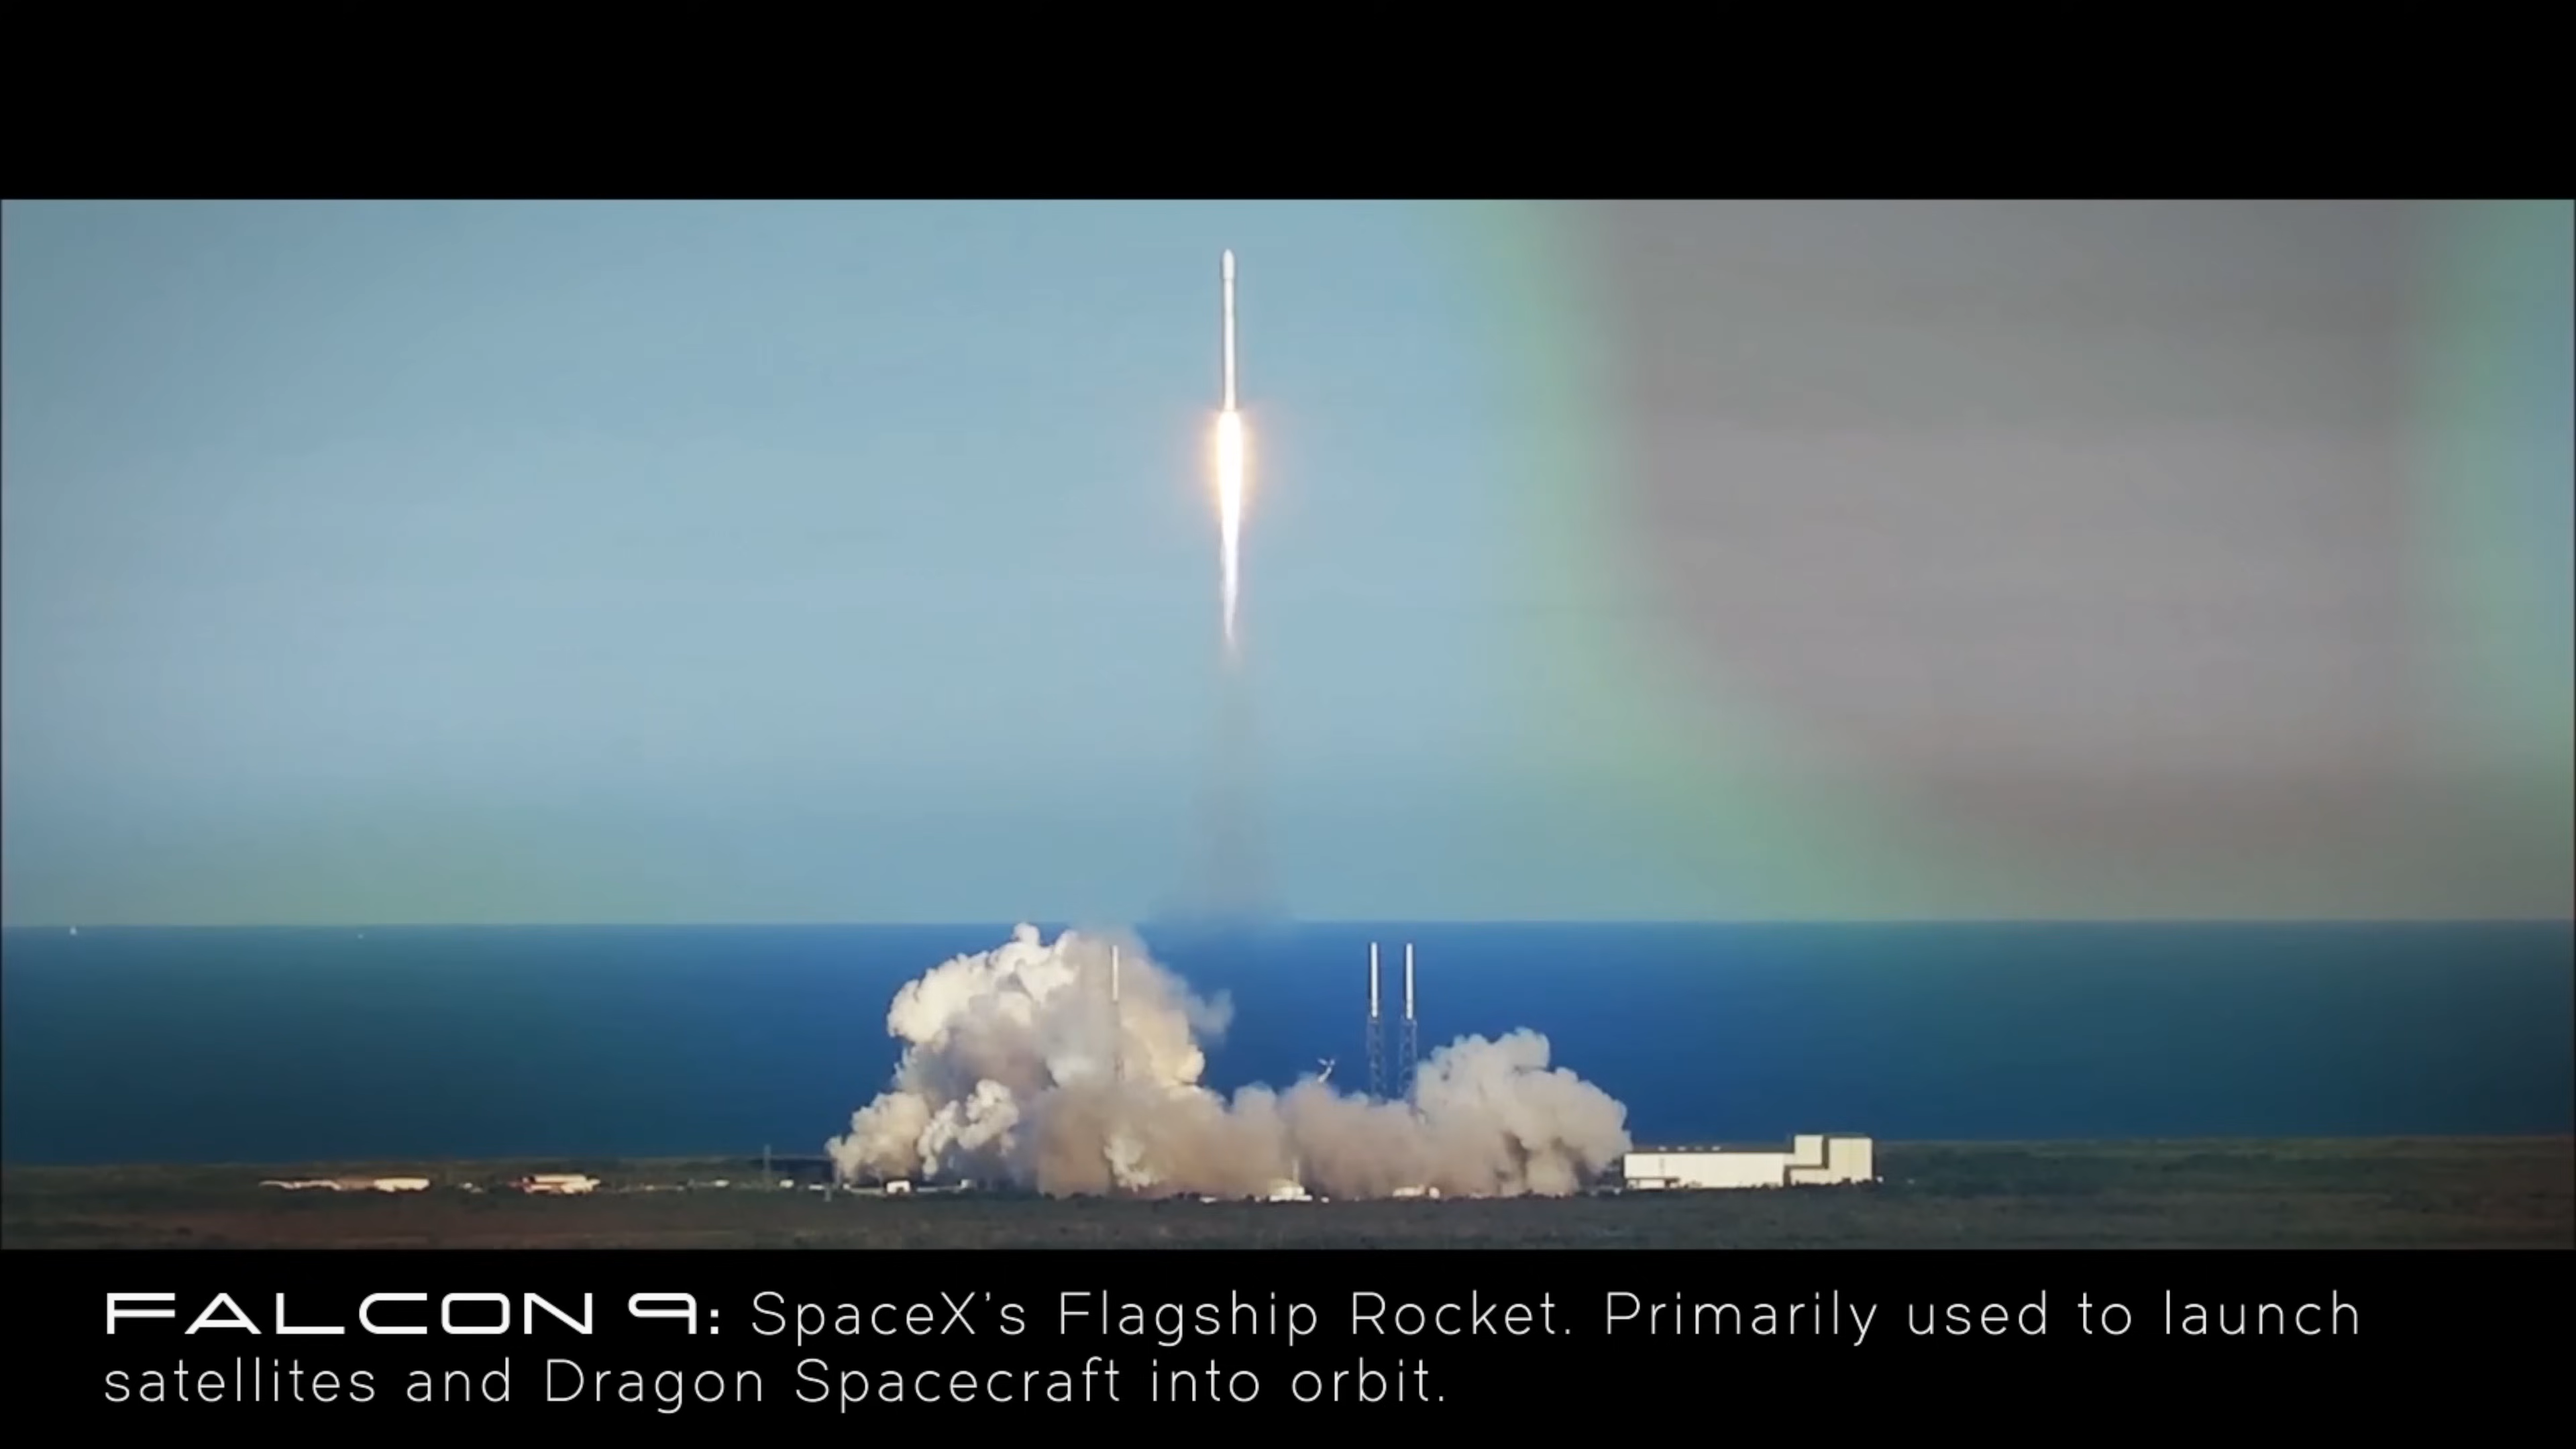 FALCON 9: SpaceX's Flagship Rocket. Primarily used to launch
satellites and Dragon Spacecraft into orbit.